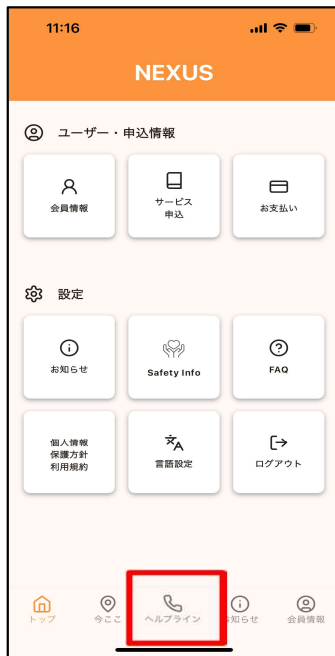 11:16
NEXUS
ユーザー・申込情報
会員情報
サービス
申込
お支払い
設定
お知らせ
Safety Info
FAQ
個人情報
保護方針
利用規約
言語設定
ログアウト
トップ
今ここ
ヘルプライン
お知らせ
会員情報